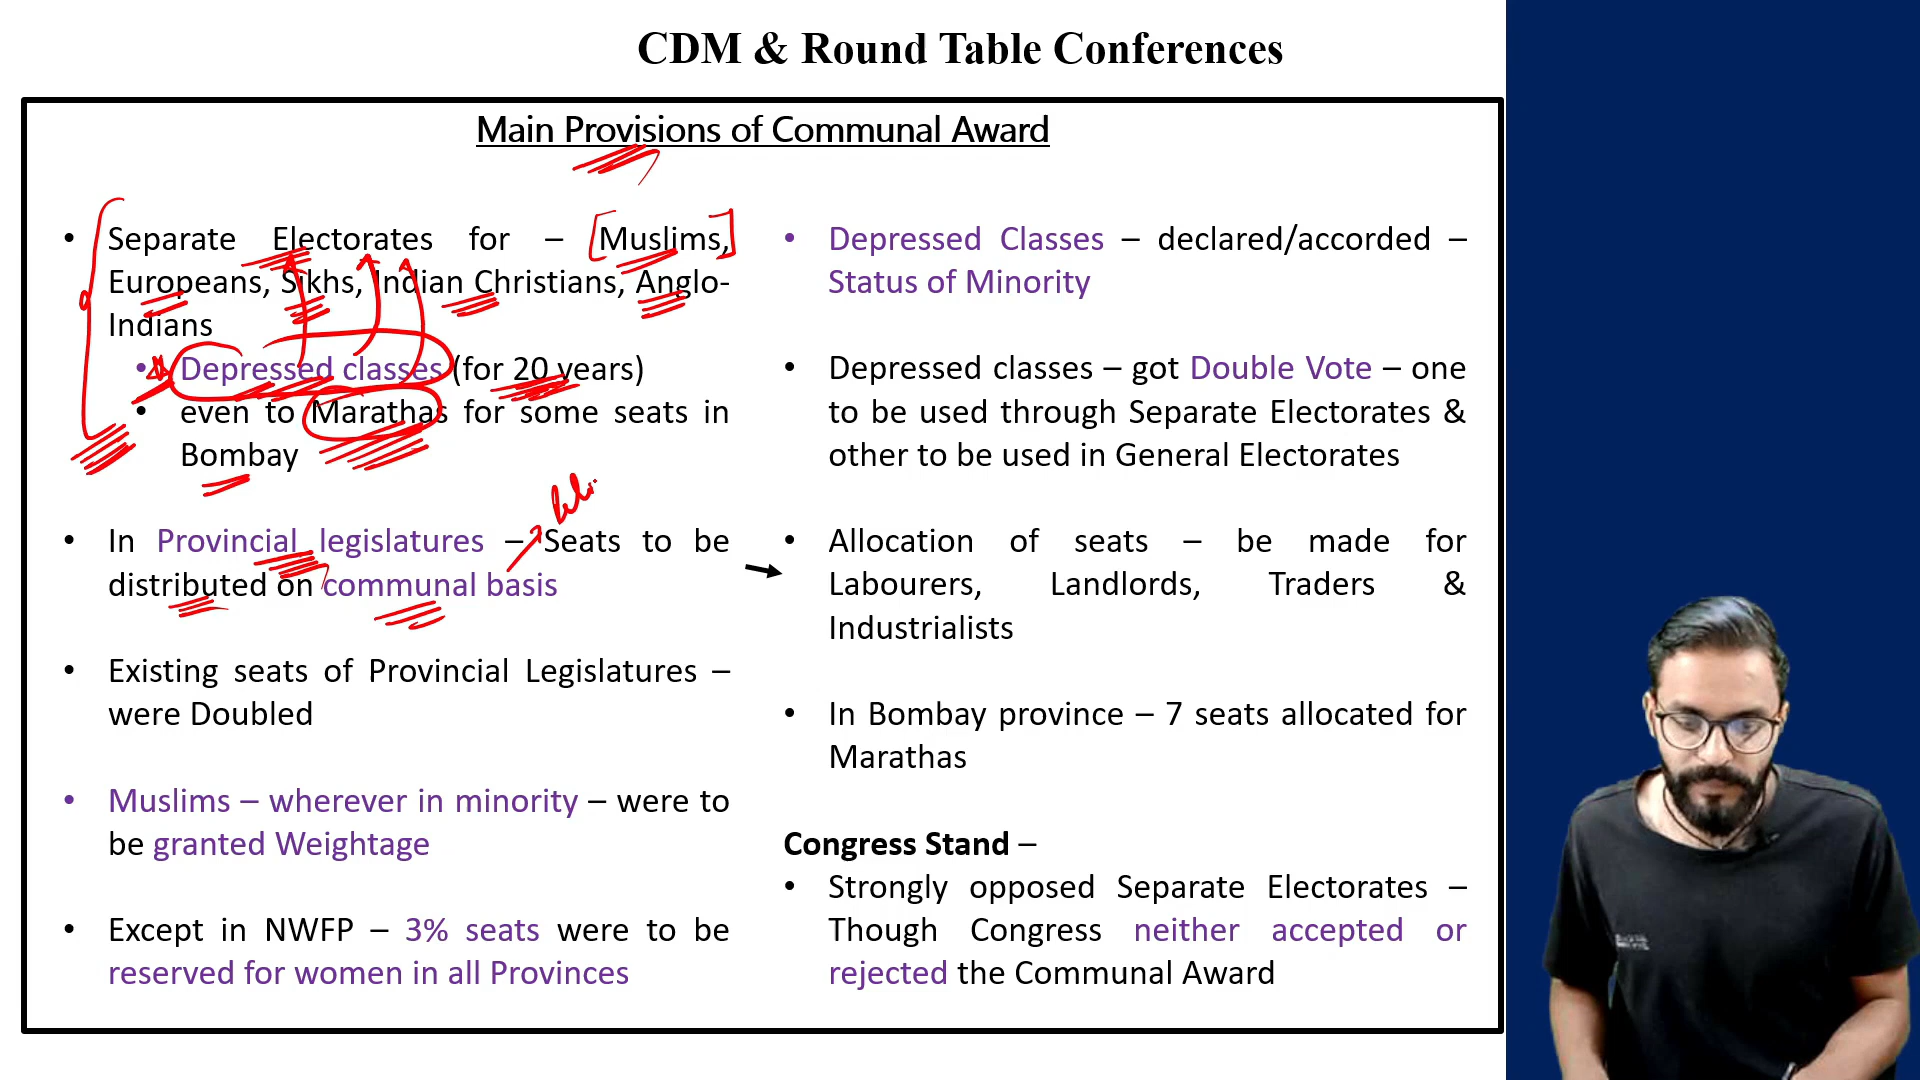 CDM & Round Table Conferences
Main Provisions of Communal Award
• Separate Electorates for – [Muslims,]
Europeans, Sikhs, Indian Christians, Anglo-
Indians
• Depressed classes (for 20 years)
• even to Marathas for some seats in
Bombay
• In Provincial legislatures – Seats to be
distributed on communal basis
• Existing seats of Provincial Legislatures –
were Doubled
• Muslims – wherever in minority – were to
be granted Weightage
• Except in NWFP – 3% seats were to be
reserved for women in all Provinces
• Depressed Classes – declared/accorded –
Status of Minority
• Depressed classes – got Double Vote – one
to be used through Separate Electorates &
other to be used in General Electorates
• Allocation of seats – be made for
Labourers, Landlords, Traders &
Industrialists
• In Bombay province – 7 seats allocated for
Marathas
Congress Stand –
• Strongly opposed Separate Electorates –
Though Congress neither accepted or
rejected the Communal Award